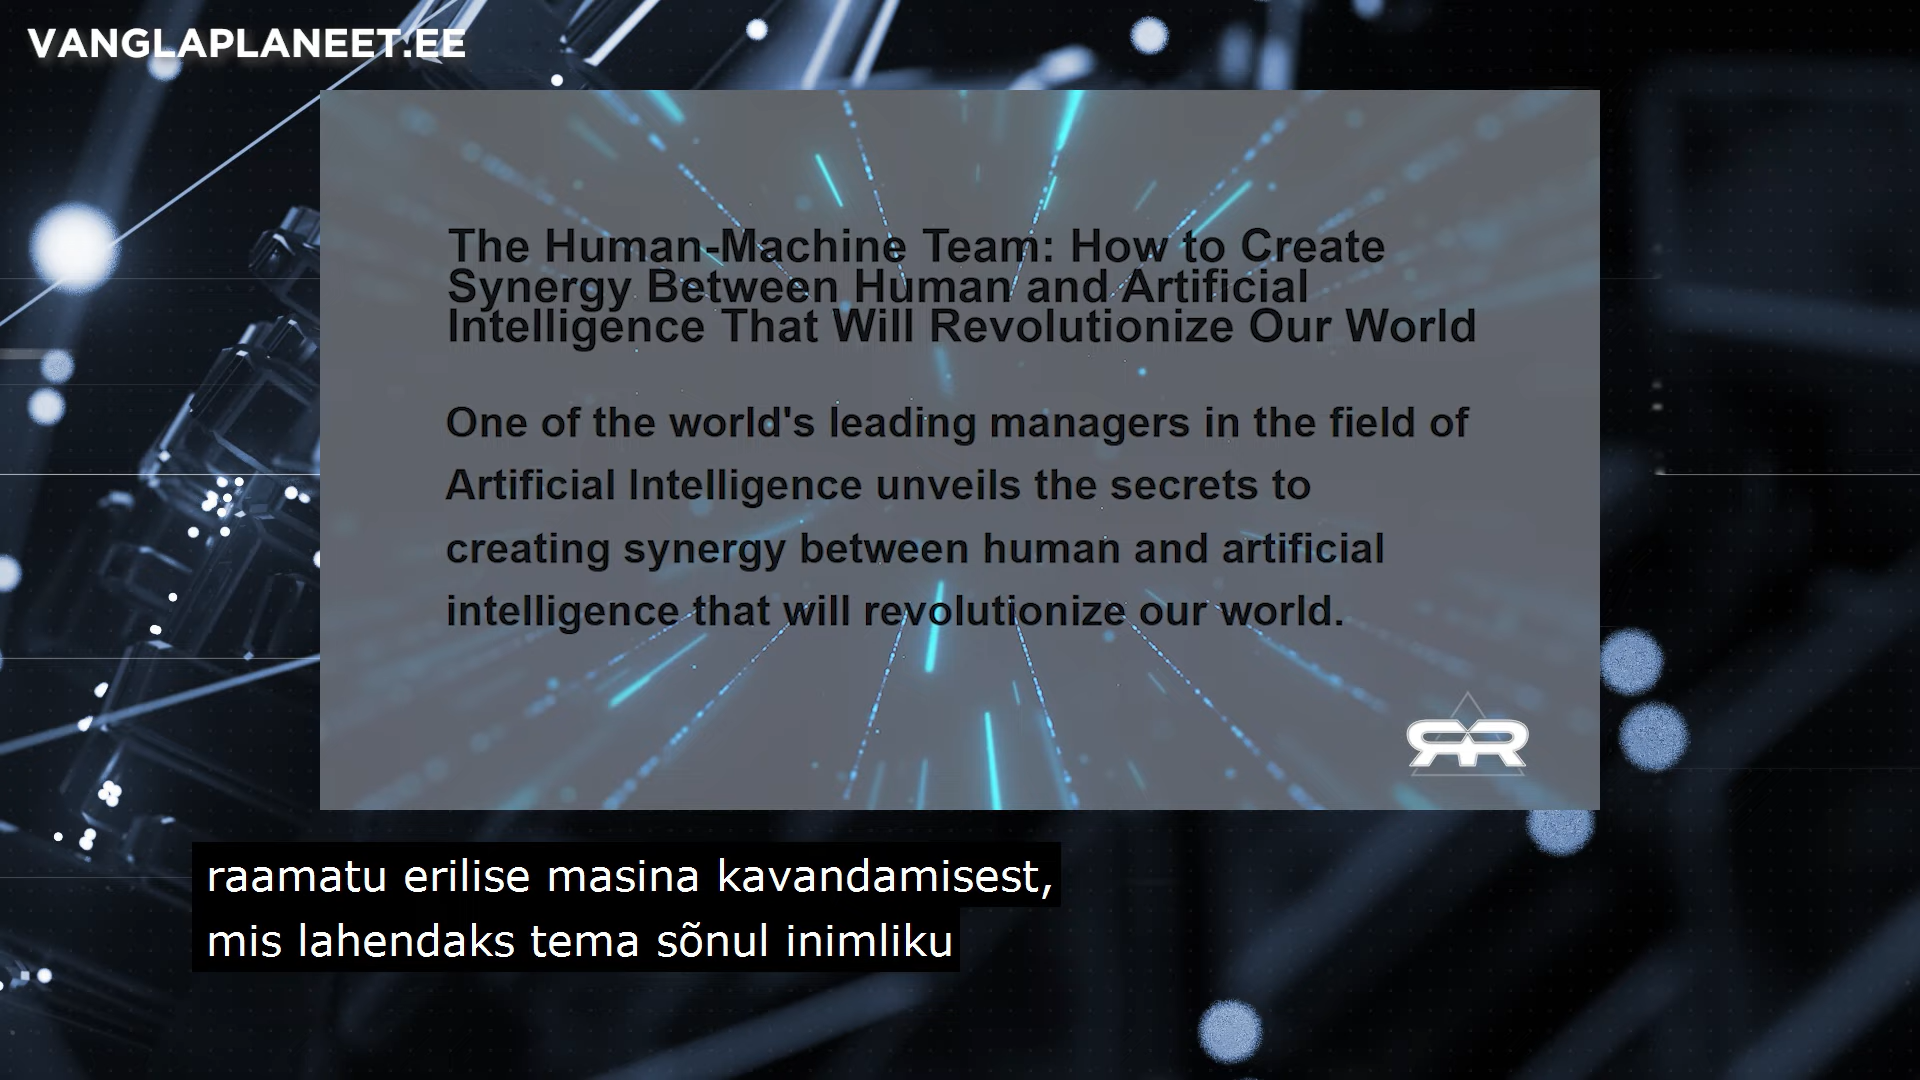 VANGLAPLANEET.EE
The Human-Machine Team: How to Create
Synergy Between Human and Artificial
Intelligence That Will Revolutionize Our World
One of the world's leading managers in the field of
Artificial Intelligence unveils the secrets to
creating synergy between human and artificial
intelligence that will revolutionize our world.
raamatu erilise masina kavandamisest,
mis lahendaks tema sõnul inimliku